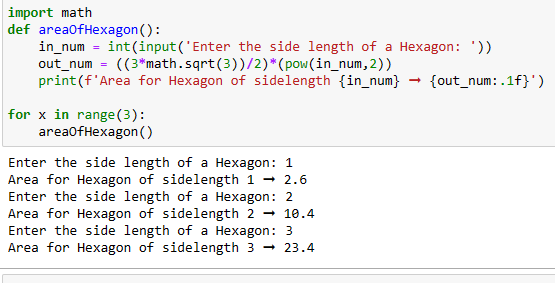 import math
def areaOfHexagon():
    in_num = int(input('Enter the side length of a Hexagon: '))
    out_num = ((3*math.sqrt(3))/2)*(pow(in_num,2))
    print(f'Area for Hexagon of sidelength {in_num} → {out_num:.1f}')

for x in range(3):
    areaOfHexagon()
Enter the side length of a Hexagon: 1
Area for Hexagon of sidelength 1 → 2.6
Enter the side length of a Hexagon: 2
Area for Hexagon of sidelength 2 → 10.4
Enter the side length of a Hexagon: 3
Area for Hexagon of sidelength 3 → 23.4